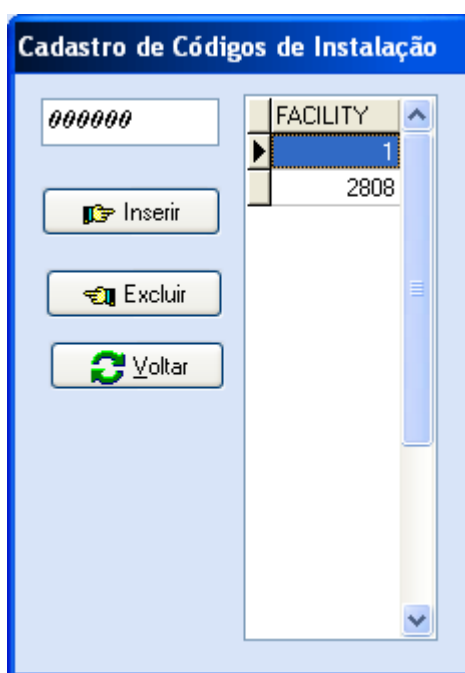 Cadastro de Códigos de Instalação
000000
FACILITY
1
2808
Inserir
Excluir
Voltar